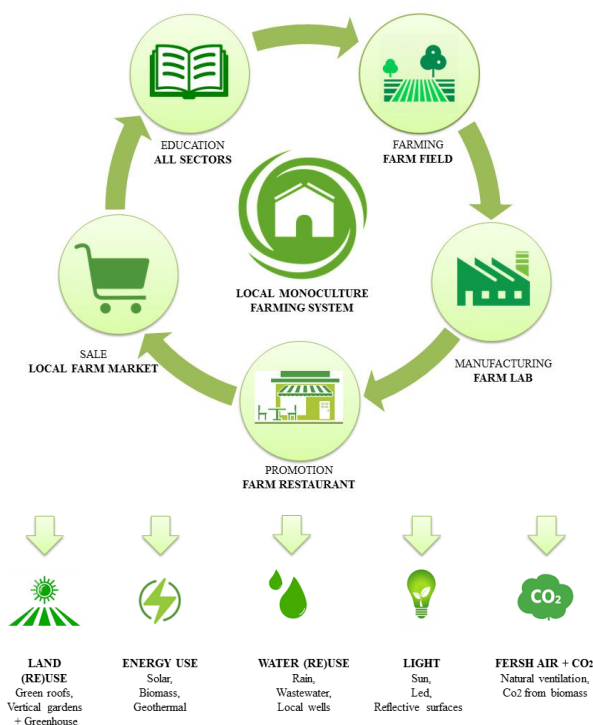 EDUCATION
ALL SECTORS
FARMING
FARM FIELD
LOCAL MONOCULTURE
FARMING SYSTEM
SALE
LOCAL FARM MARKET
MANUFACTURING
FARM LAB
PROMOTION
FARM RESTAURANT
CO2
LAND
(RE)USE
Green roofs,
Vertical gardens
+ Greenhouse
ENERGY USE
Solar,
Biomass,
Geothermal
WATER (RE)USE
Rain,
Wastewater,
Local wells
LIGHT
Sun,
Led,
Reflective surfaces
FERSH AIR + CO2
Natural ventilation,
Co2 from biomass